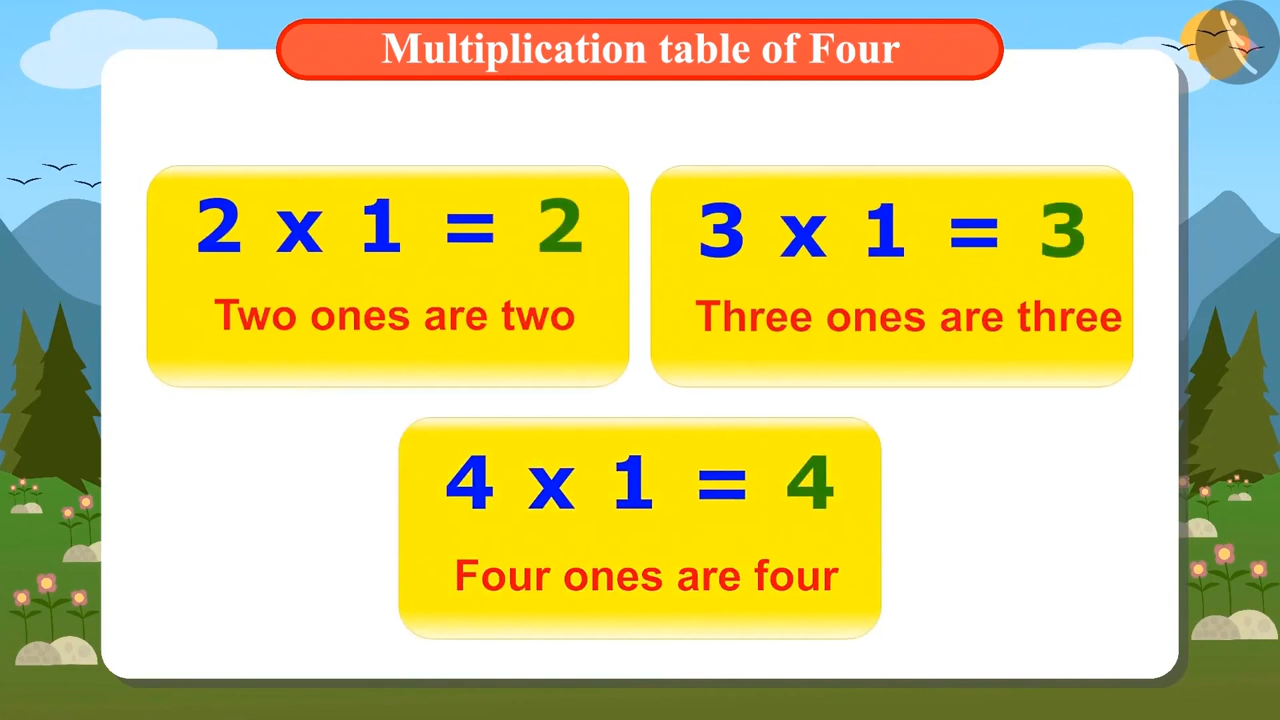 Multiplication table of Four
2 x 1 = 2
Two ones are two
3 x 1 = 3
Three ones are three
4 x 1 = 4
Four ones are four